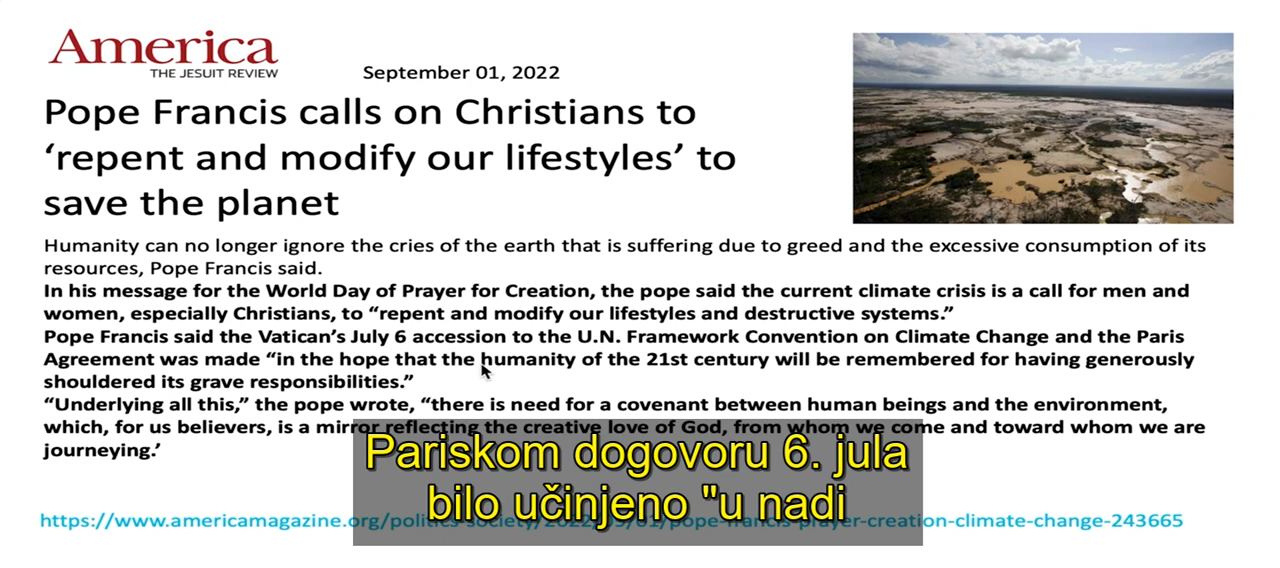 America
THE JESUIT REVIEW
September 01, 2022
Pope Francis calls on Christians to
‘repent and modify our lifestyles’ to
save the planet
Humanity can no longer ignore the cries of the earth that is suffering due to greed and the excessive consumption of its
resources, Pope Francis said.
In his message for the World Day of Prayer for Creation, the pope said the current climate crisis is a call for men and
women, especially Christians, to “repent and modify our lifestyles and destructive systems.”
Pope Francis said the Vatican’s July 6 accession to the U.N. Framework Convention on Climate Change and the Paris
Agreement was made “in the hope that the humanity of the 21st century will be remembered for having generously
shouldered its grave responsibilities.”
“Underlying all this,” the pope wrote, “there is need for a covenant between human beings and the environment,
which, for us believers, is a mirror reflecting the creative love of God, from whom we come and toward whom we are
journeying.’
Pariskom dogovoru 6. jula
bilo učinjeno "u nadi
https://www.americamagazine.org/politics-society/2022/09/01/pope-francis-prayer-creation-climate-change-243665